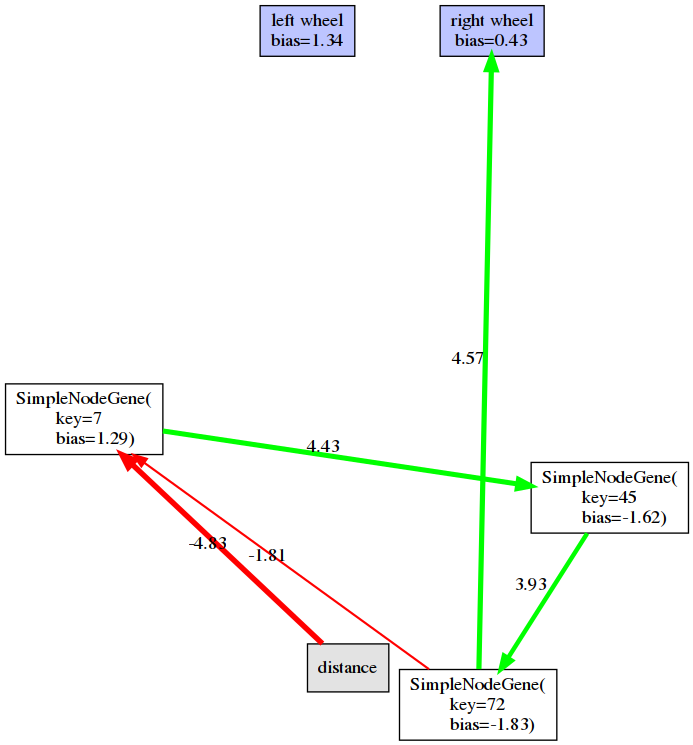 left wheel
bias=1.34
right wheel
bias=0.43
4.57
SimpleNodeGene(
key=7
bias=1.29)
4.43
SimpleNodeGene(
key=45
bias=-1.62)
-4.83
-1.81
3.93
distance
SimpleNodeGene(
key=72
bias=-1.83)